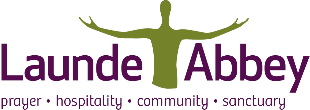 Launde Abbey
prayer • hospitality • community • sanctuary